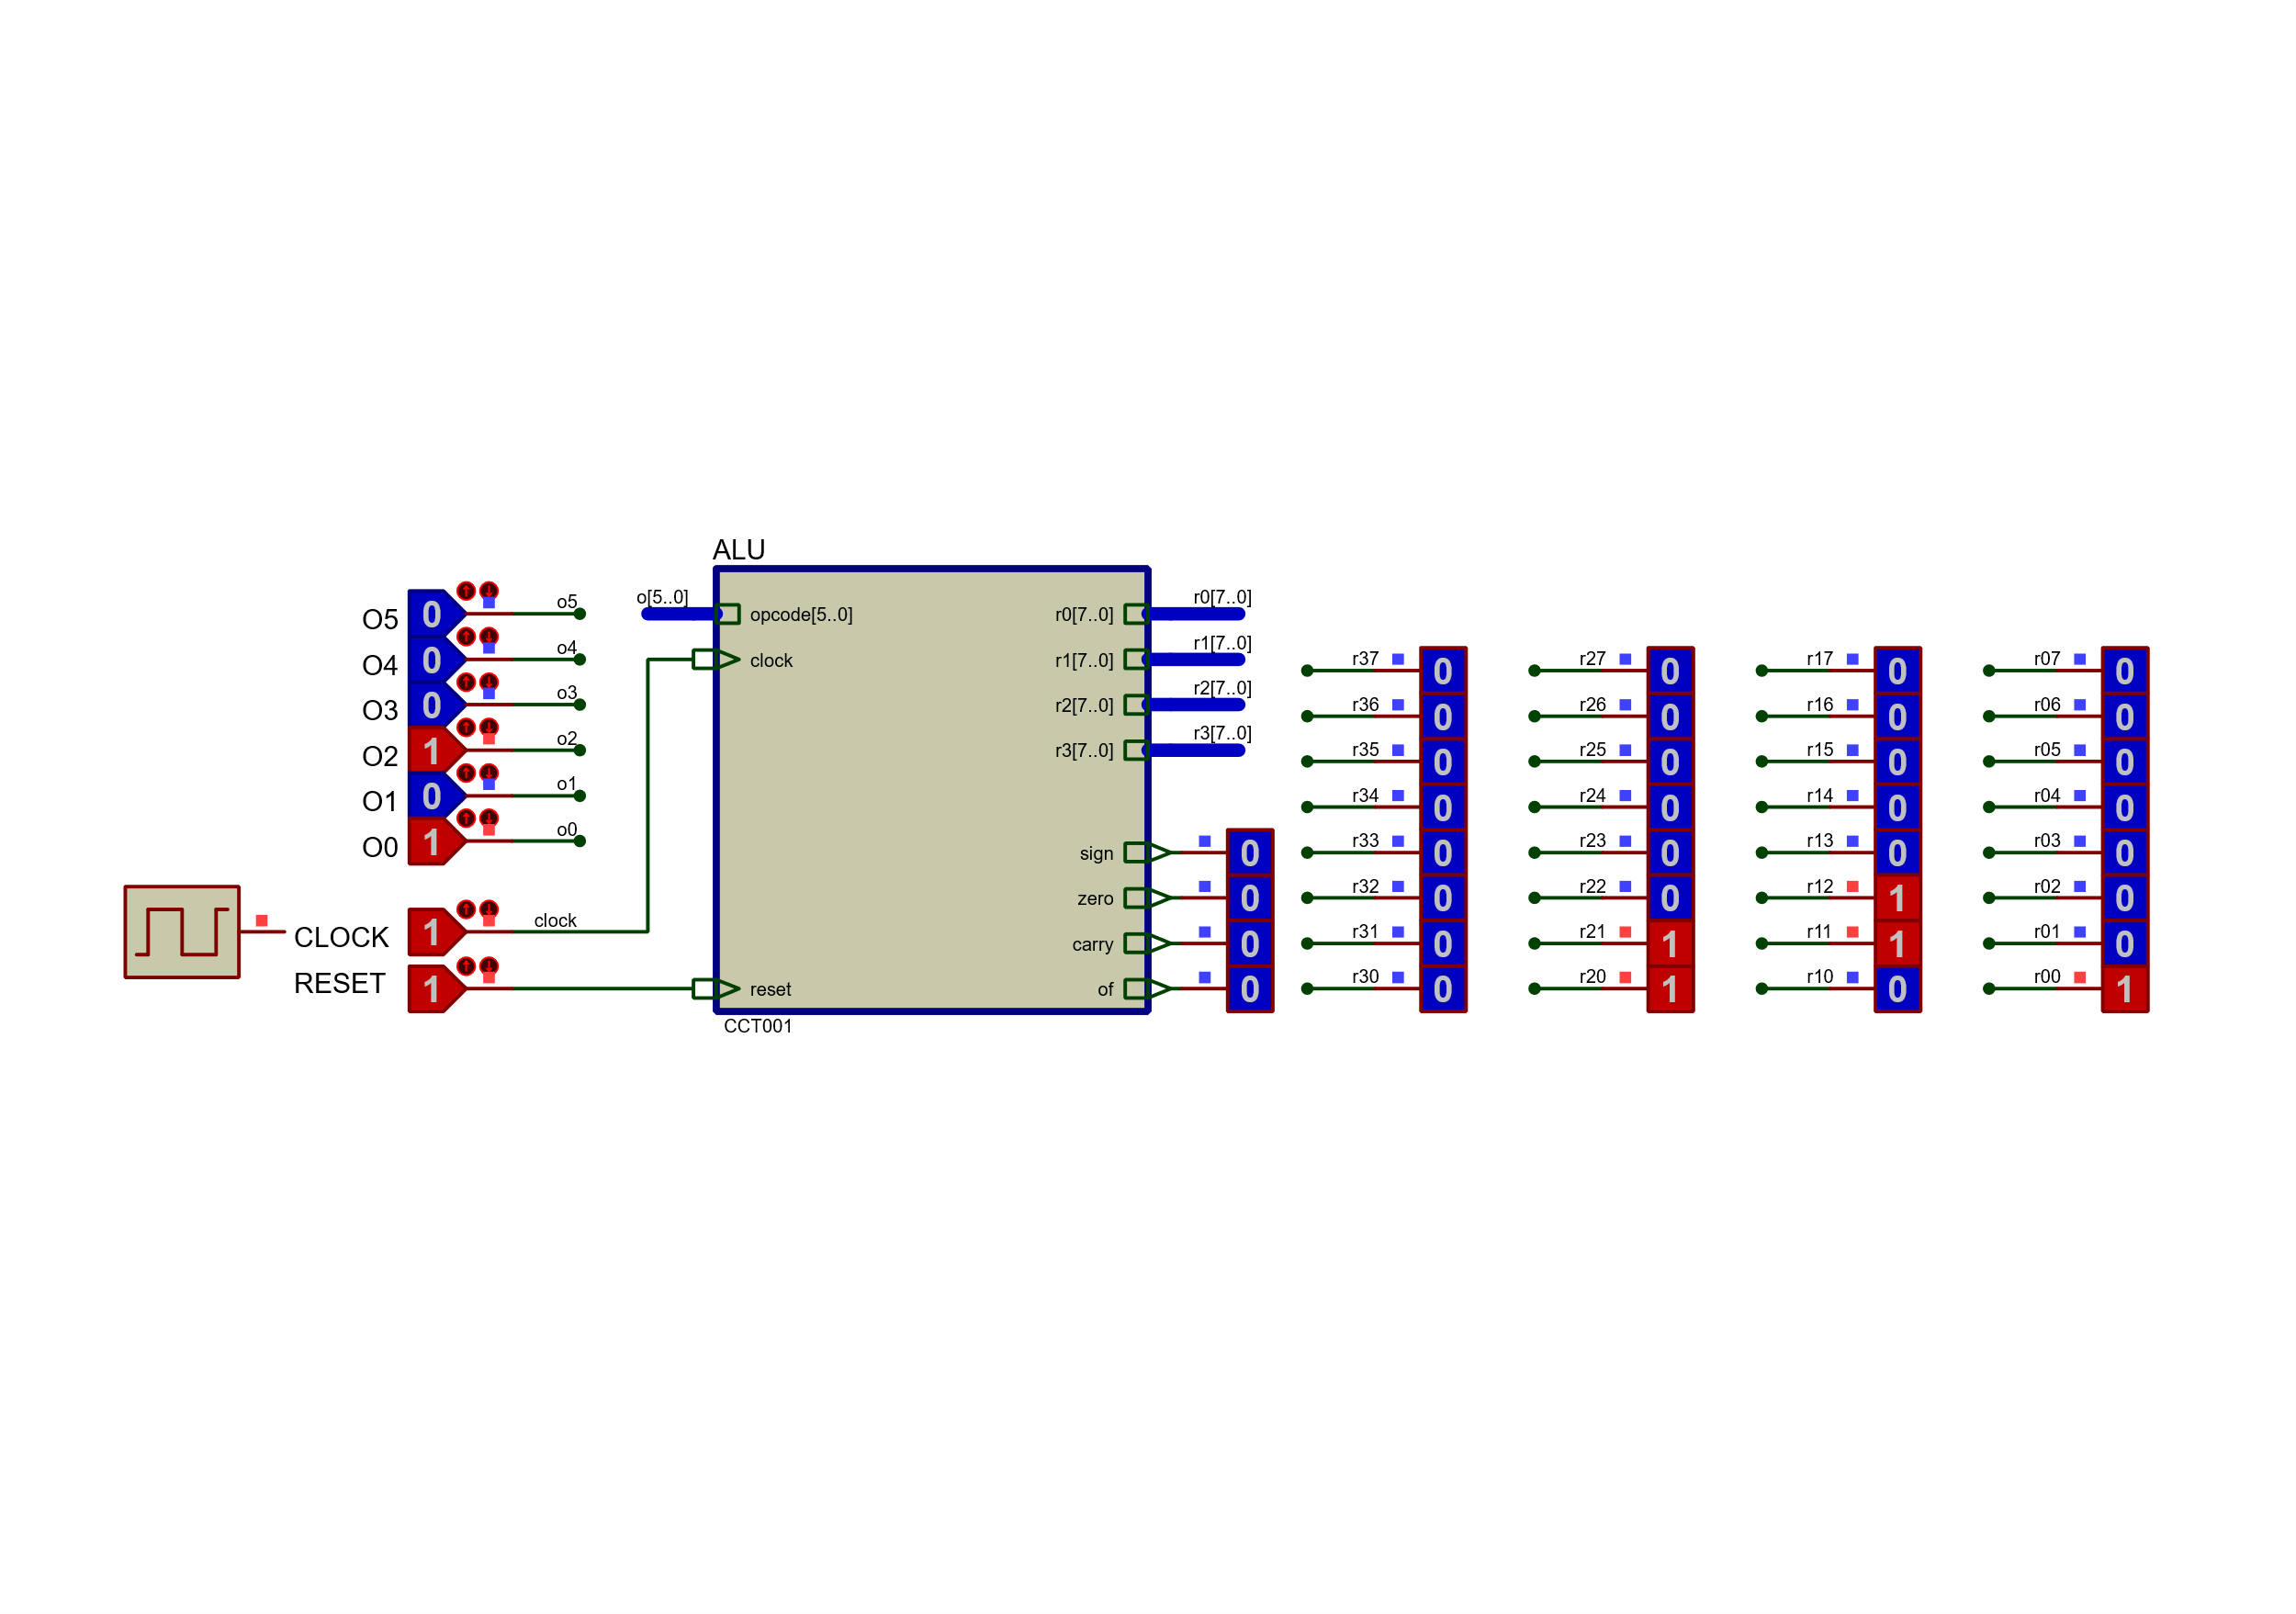 ALU
O5 0 o5
O4 0 o4
O3 0 o3
O2 1 o2
O1 0 o1
O0 1 o0
CLOCK 1 clock
RESET 1
o[5..0]
opcode[5..0]
clock
reset
r0[7..0] r0[7..0]
r1[7..0] r1[7..0]
r2[7..0] r2[7..0]
r3[7..0] r3[7..0]
sign 0
zero 0
carry 0
of 0
CCT001
r37 0 r27 0 r17 0 r07 0
r36 0 r26 0 r16 0 r06 0
r35 0 r25 0 r15 0 r05 0
r34 0 r24 0 r14 0 r04 0
r33 0 r23 0 r13 0 r03 0
r32 0 r22 0 r12 1 r02 0
r31 0 r21 1 r11 1 r01 0
r30 0 r20 1 r10 0 r00 1